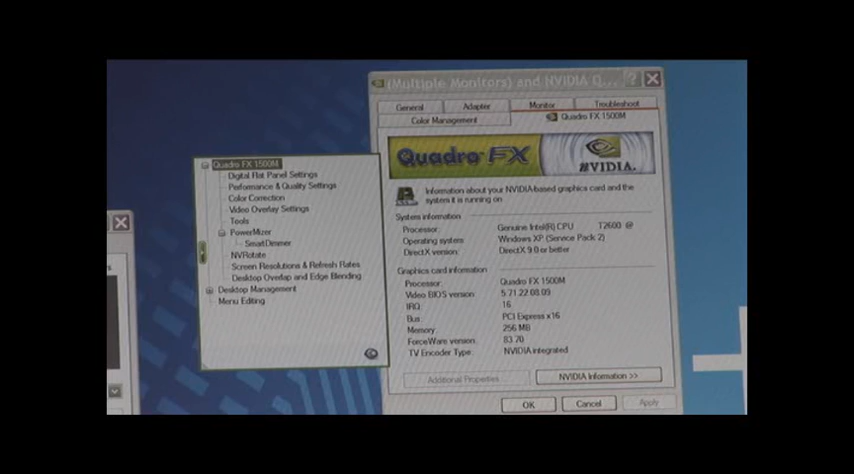 (Multiple Monitors) and NVIDIA Q...
General Adapter Monitor Troubleshoot
Color Management Quadro FX 1500M
Quadro FX NVIDIA.
Information about your NVIDIA-based graphics card and the
system it is running on
System information
Processor: Genuine Intel(R) CPU T2600 @
Operating system: Windows XP (Service Pack 2)
DirectX version: DirectX 9.0 or better
Graphics card information
Processor: Quadro FX 1500M
Video BIOS version: 5.71.22.08.09
IRQ: 16
Bus: PCI Express x16
Memory: 256 MB
ForceWare version: 83.70
TV Encoder Type: NVIDIA integrated
Additional Properties NVIDIA Information >>
OK Cancel Apply
Quadro FX 1500M
Digital Flat Panel Settings
Performance & Quality Settings
Color Correction
Video Overlay Settings
Tools
PowerMizer
SmartDimmer
NVRotate
Screen Resolutions & Refresh Rates
Desktop Overlap and Edge Blending
Desktop Management
Menu Editing